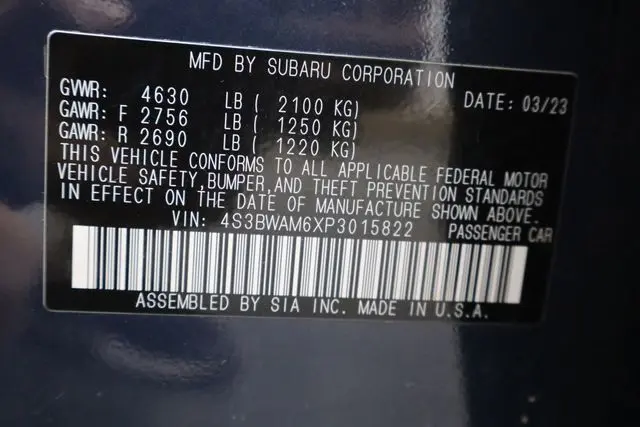 MFD BY SUBARU CORPORATION
GVWR: 4630 LB ( 2100 KG) DATE: 03/23
GAWR: F 2756 LB ( 1250 KG)
GAWR: R 2690 LB ( 1220 KG)
THIS VEHICLE CONFORMS TO ALL APPLICABLE FEDERAL MOTOR
VEHICLE SAFETY,BUMPER,AND THEFT PREVENTION STANDARDS
IN EFFECT ON THE DATE OF MANUFACTURE SHOWN ABOVE.
VIN: 4S3BWAM6XP3015822 PASSENGER CAR
ASSEMBLED BY SIA INC. MADE IN U.S.A.